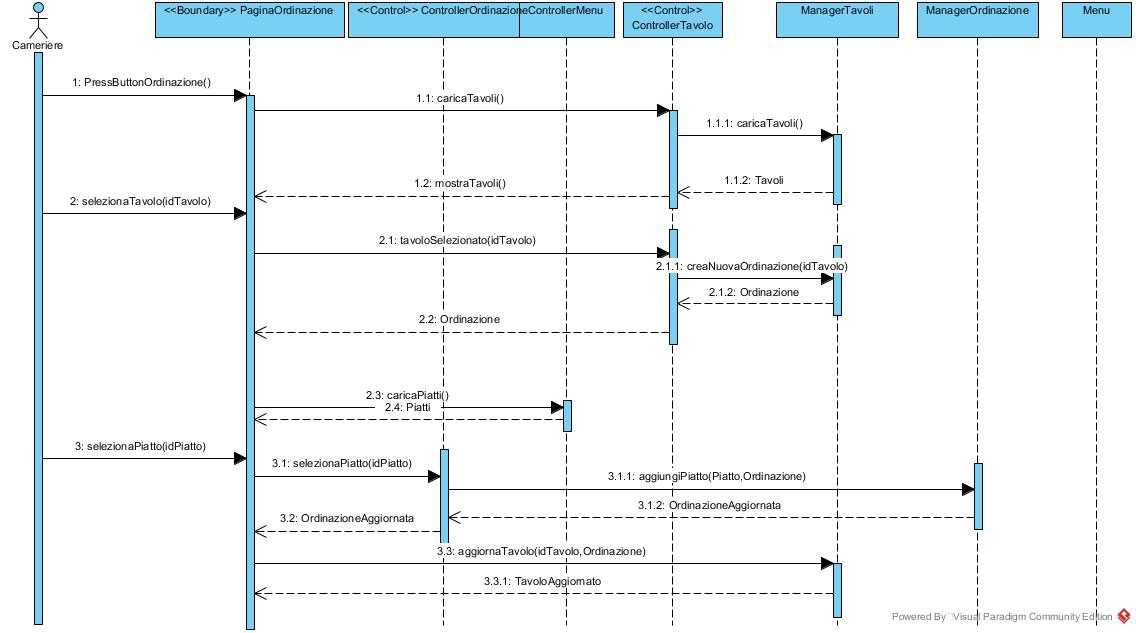 <<Boundary>> PaginaOrdinazione
<<Control>> ControllerOrdinazione
ControllerMenu
<<Control>>
ControllerTavolo
ManagerTavoli
ManagerOrdinazione
Menu
Cameriere
1: PressButtonOrdinazione()
1.1: caricaTavoli()
1.1.1: caricaTavoli()
1.1.2: Tavoli
1.2: mostraTavoli()
2: selezionaTavolo(idTavolo)
2.1: tavoloSelezionato(idTavolo)
2.1.1: creaNuovaOrdinazione(idTavolo)
2.1.2: Ordinazione
2.2: Ordinazione
2.3: caricaPiatti()
2.4: Piatti
3: selezionaPiatto(idPiatto)
3.1: selezionaPiatto(idPiatto)
3.1.1: aggiungiPiatto(Piatto,Ordinazione)
3.1.2: OrdinazioneAggiornata
3.2: OrdinazioneAggiornata
3.3: aggiornaTavolo(idTavolo,Ordinazione)
3.3.1: TavoloAggiornato
Powered By Visual Paradigm Community Edition